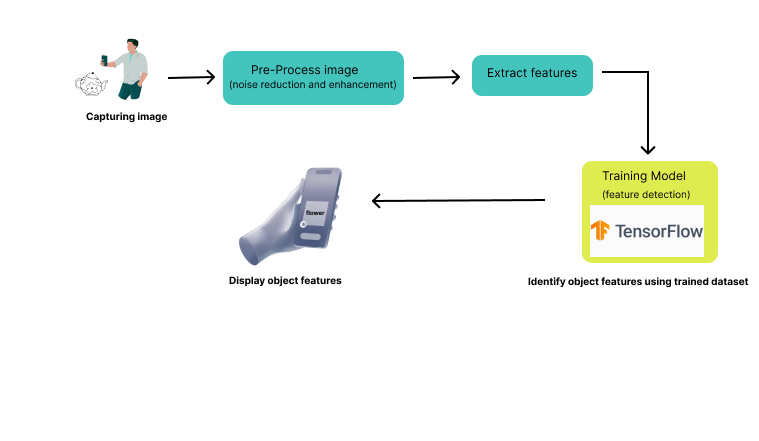 Capturing image
Pre-Process image
(noise reduction and enhancement)
Extract features
Training Model
(feature detection)
TensorFlow
Identify object features using trained dataset
flower
Display object features